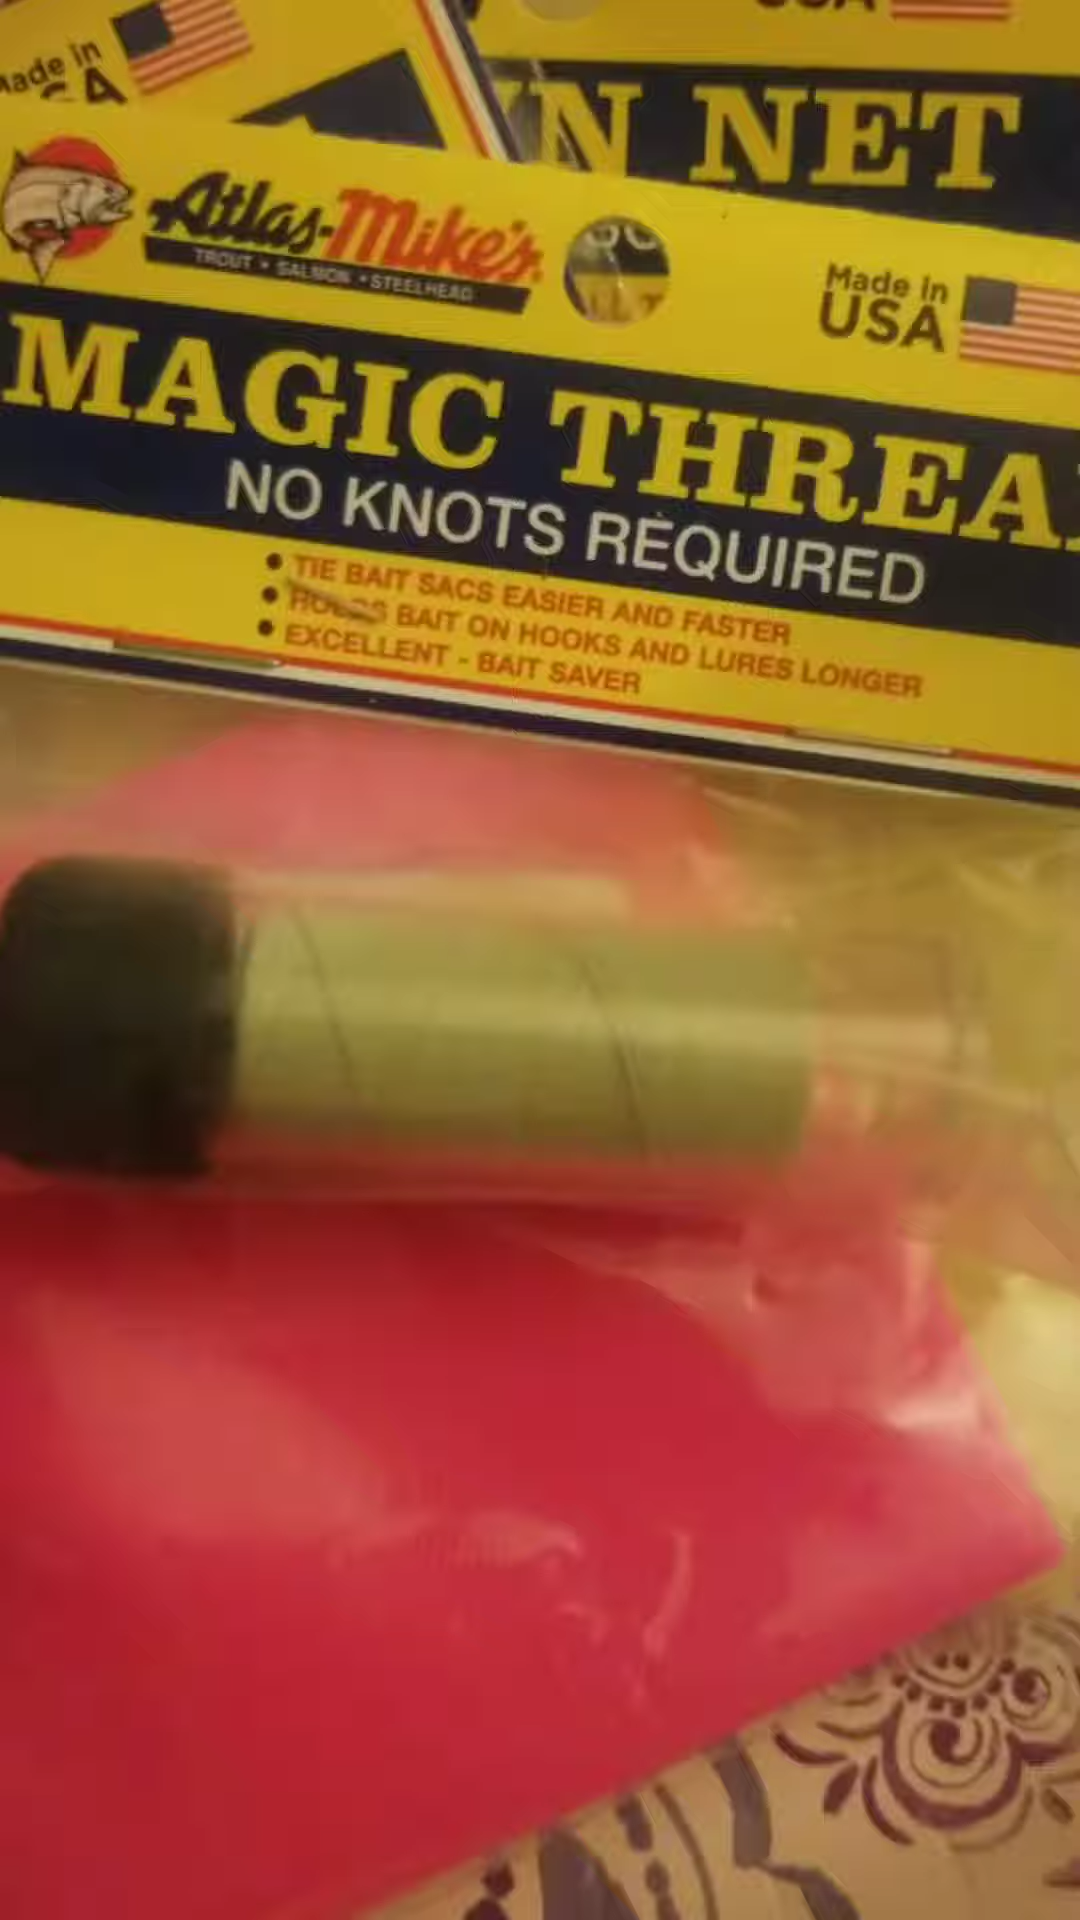 USA
Made in
N NET
Atlas-Mike's
TROUT • SALMON • STEELHEAD
Made in
USA
MAGIC THREA
NO KNOTS REQUIRED
• TIE BAIT SACS EASIER AND FASTER
• HOLDS BAIT ON HOOKS AND LURES LONGER
• EXCELLENT - BAIT SAVER